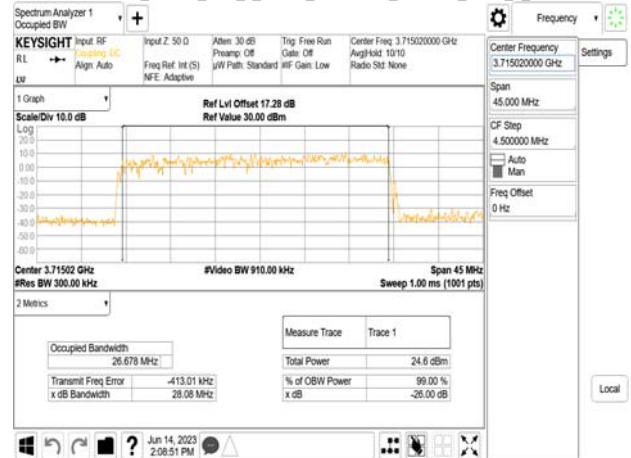 Spectrum Analyzer 1
Occupied BW
Frequency
KEYSIGHT
RL
Input: RF
Coupling: DC
Align: Auto
Input Z: 50 Ω
Freq Ref: Int (S)
NFE: Adaptive
Atten: 30 dB
Preamp: Off
µW Path: Standard
Trig: Free Run
Gate: Off
#IF Gain: Low
Center Freq: 3.715020000 GHz
Avg|Hold: 10/10
Radio Std: None
Center Frequency
3.715020000 GHz
Settings
Span
45.000 MHz
CF Step
4.500000 MHz
Auto
Man
Freq Offset
0 Hz
Local
1 Graph
Scale/Div 10.0 dB
Ref Lvl Offset 17.28 dB
Ref Value 30.00 dBm
Log
20.0
10.0
0.00
-10.0
-20.0
-30.0
-40.0
-50.0
-60.0
Center 3.71502 GHz
#Video BW 910.00 kHz
Span 45 MHz
#Res BW 300.00 kHz
Sweep 1.00 ms (1001 pts)
2 Metrics
Measure Trace
Trace 1
Occupied Bandwidth
26.678 MHz
Total Power
24.6 dBm
Transmit Freq Error
-413.01 kHz
% of OBW Power
99.00 %
x dB Bandwidth
28.08 MHz
x dB
-26.00 dB
Jun 14, 2023
2:08:51 PM